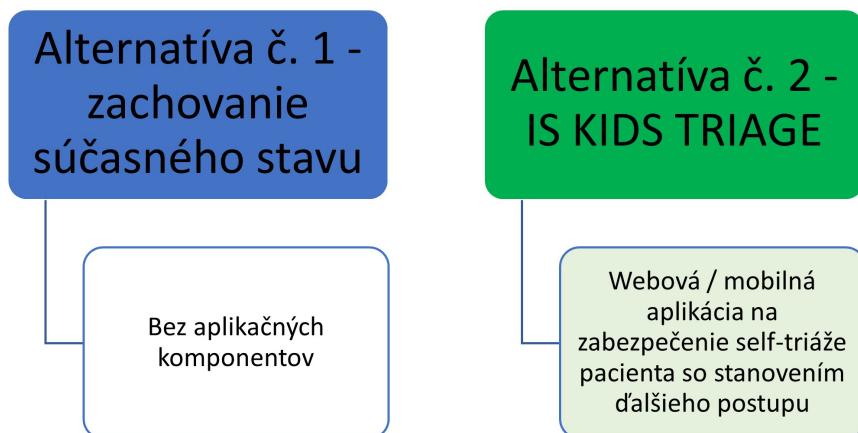 Alternatíva č. 1 -
zachovanie
súčasného stavu
Bez aplikačných
komponentov
Alternatíva č. 2 -
IS KIDS TRIAGE
Webová / mobilná
aplikácia na
zabezpečenie self-triáže
pacienta so stanovením
ďalšieho postupu